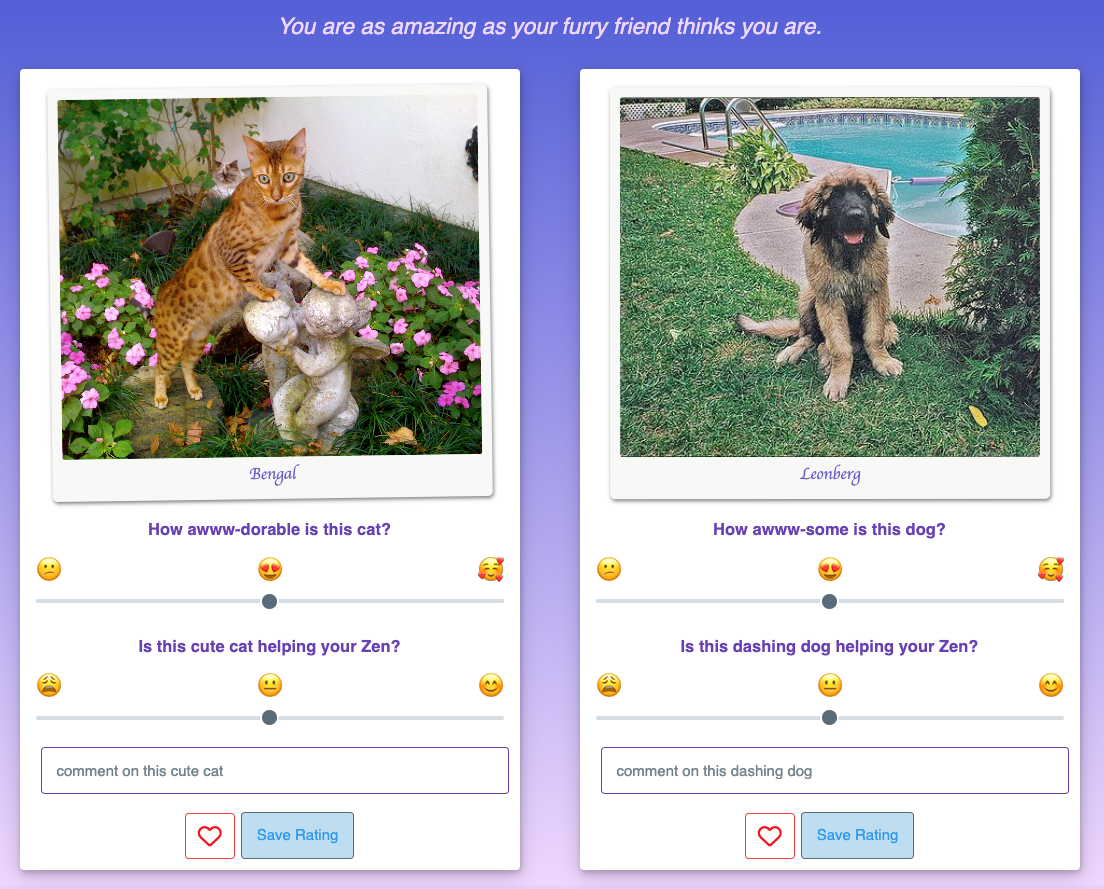 You are as amazing as your furry friend thinks you are.
Bengal
How awww-dorable is this cat?
Is this cute cat helping your Zen?
comment on this cute cat
Save Rating
Leonberg
How awww-some is this dog?
Is this dashing dog helping your Zen?
comment on this dashing dog
Save Rating